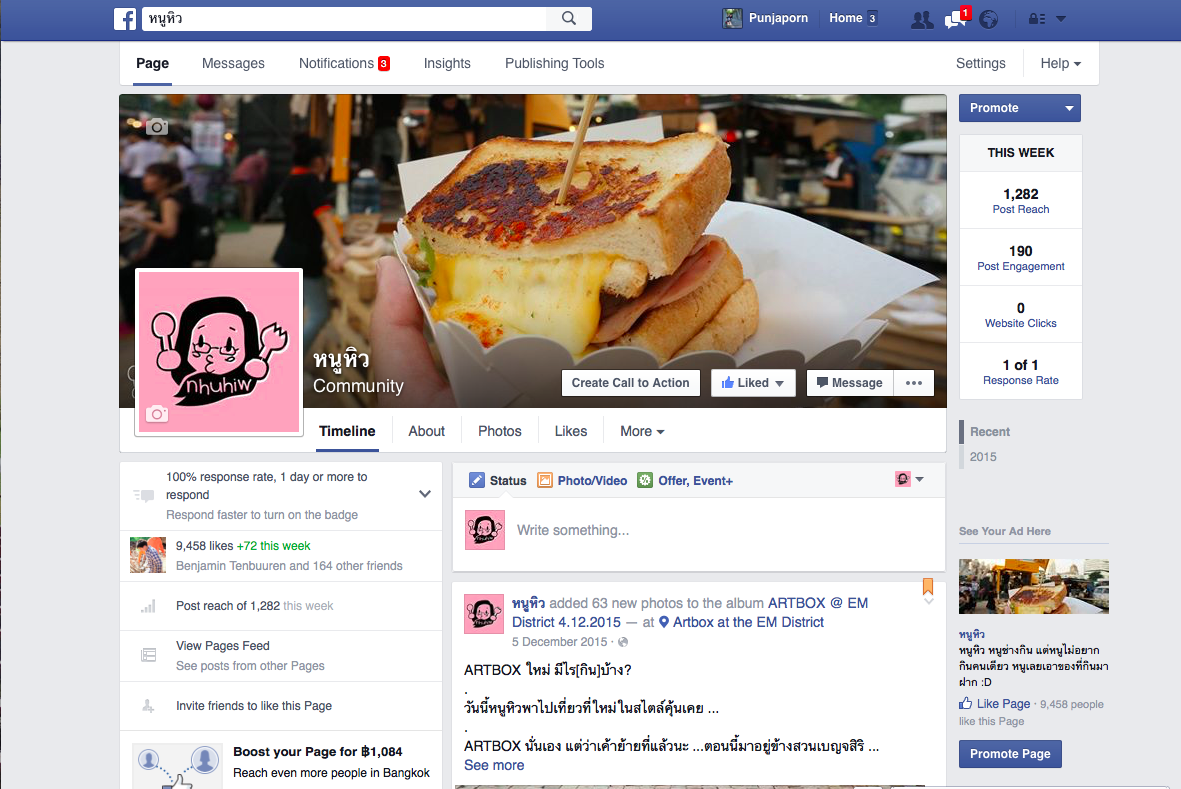 หนูหิว
Punjaporn
Home 3
1
Page
Messages
Notifications 3
Insights
Publishing Tools
Settings
Help
nhuhiw
หนูหิว
Community
Create Call to Action
Liked
Message
Timeline
About
Photos
Likes
More
Promote
THIS WEEK
1,282
Post Reach
190
Post Engagement
0
Website Clicks
1 of 1
Response Rate
Recent
2015
100% response rate, 1 day or more to
respond
Respond faster to turn on the badge
9,458 likes +72 this week
Benjamin Tenbuuren and 164 other friends
Post reach of 1,282 this week
View Pages Feed
See posts from other Pages
Invite friends to like this Page
Boost your Page for ฿1,084
Reach even more people in Bangkok
Status
Photo/Video
Offer, Event+
Write something...
หนูหิว added 63 new photos to the album ARTBOX @ EM
District 4.12.2015 — at Artbox at the EM District
5 December 2015 ·
ARTBOX ใหม่ มีไร[กิน]บ้าง?
.
วันนี้หนูหิวพาไปเที่ยวที่ใหม่ในสไตล์คุ้นเคย ...
.
ARTBOX นั่นเอง แต่ว่าเค้าย้ายที่แล้วนะ ...ตอนนี้มาอยู่ข้างสวนเบญจสิริ ...
See more
See Your Ad Here
หนูหิว
หนูหิว หนูช่างกิน แต่หนูไม่อยาก
กินคนเดียว หนูเลยเอาของที่กินมา
ฝาก :D
Like Page · 9,458 people
like this Page
Promote Page